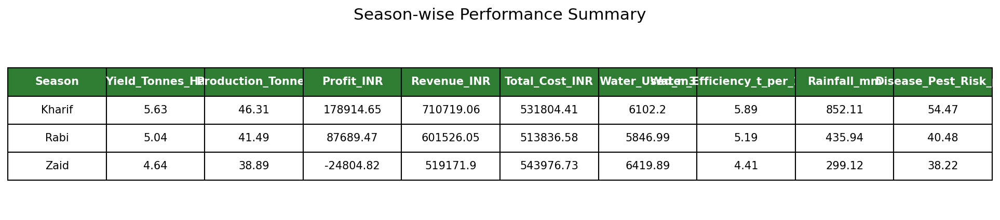 Season-wise Performance Summary
Season Yield_Tonnes_Ha Production_Tonne Profit_INR Revenue_INR Total_Cost_INR Water_Used_m3 Water_Efficiency_t_per_ Rainfall_mm Disease_Pest_Risk_
Kharif 5.63 46.31 178914.65 710719.06 531804.41 6102.2 5.89 852.11 54.47
Rabi 5.04 41.49 87689.47 601526.05 513836.58 5846.99 5.19 435.94 40.48
Zaid 4.64 38.89 -24804.82 519171.9 543976.73 6419.89 4.41 299.12 38.22